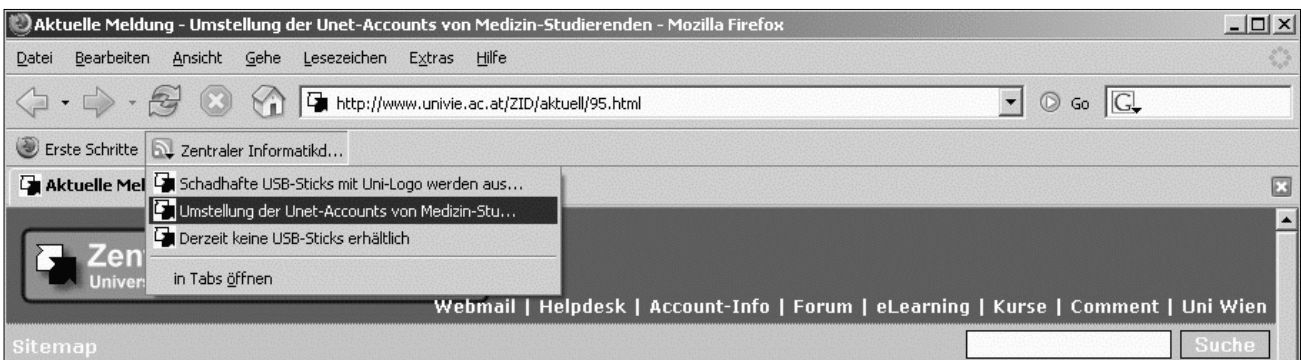 Aktuelle Meldung - Umstellung der Unet-Accounts von Medizin-Studierenden - Mozilla Firefox
Datei Bearbeiten Ansicht Gehe Lesezeichen Extras Hilfe
http://www.univie.ac.at/ZID/aktuell/95.html Go G
Erste Schritte Zentraler Informatikd...
Aktuelle Mel
Schadhafte USB-Sticks mit Uni-Logo werden aus...
Umstellung der Unet-Accounts von Medizin-Stu...
Derzeit keine USB-Sticks erhältlich
in Tabs öffnen
Zen
Univer
Webmail | Helpdesk | Account-Info | Forum | eLearning | Kurse | Comment | Uni Wien
Sitemap Suche